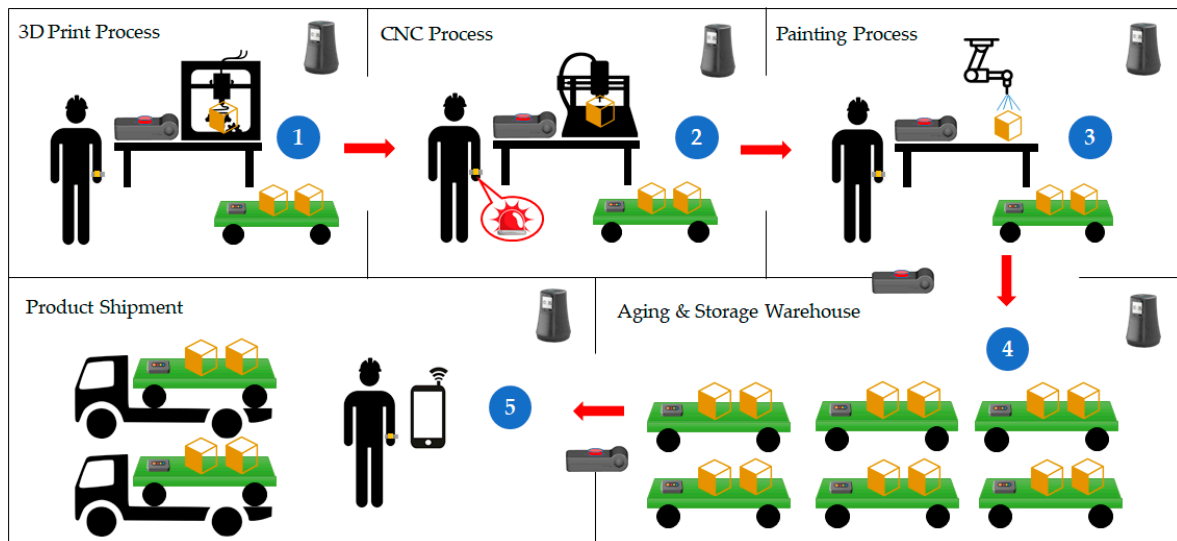 3D Print Process
CNC Process
Painting Process
1
2
3
Product Shipment
Aging & Storage Warehouse
4
5